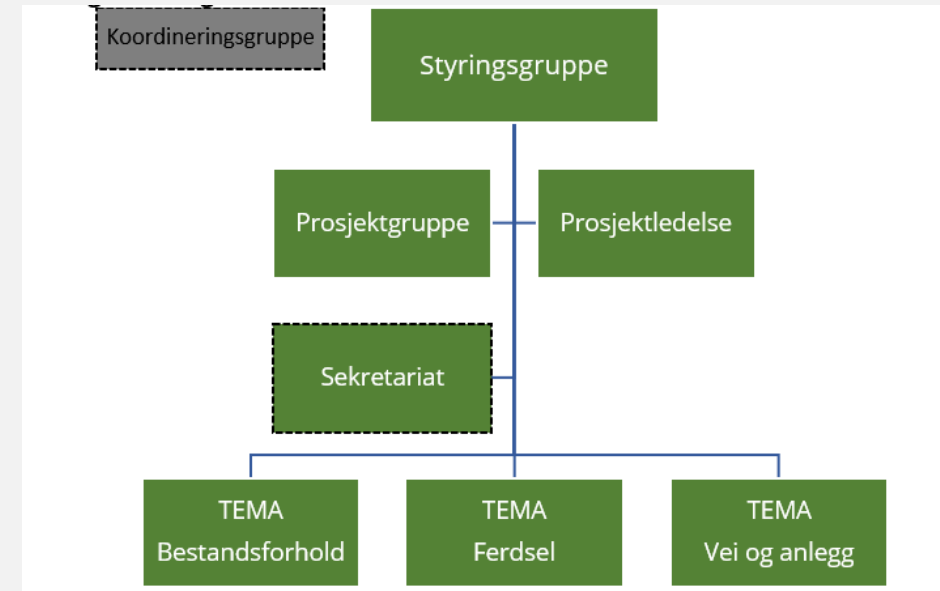 Koordineringsgruppe
Styringsgruppe
Prosjektgruppe
Prosjektledelse
Sekretariat
TEMA
Bestandsforhold
TEMA
Ferdsel
TEMA
Vei og anlegg